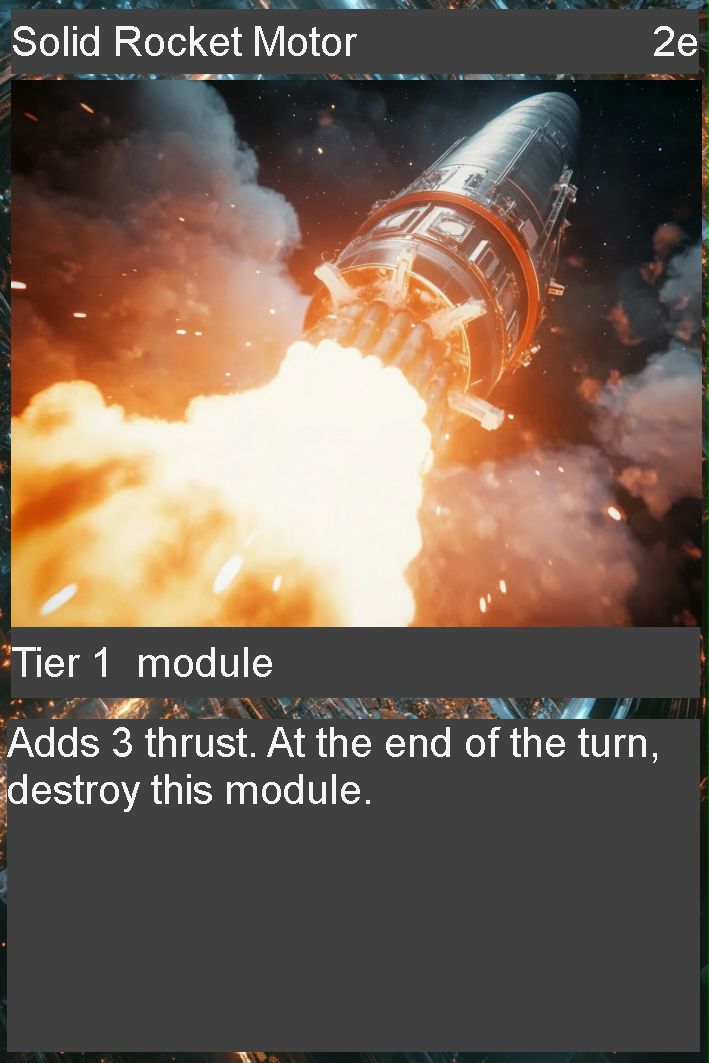 Solid Rocket Motor 2e
Tier 1  module
Adds 3 thrust. At the end of the turn,
destroy this module.